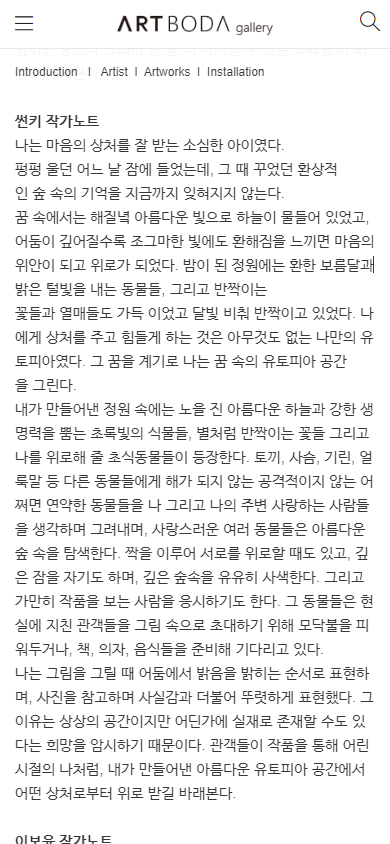 ARTBODA gallery
Introduction I Artist I Artworks I Installation
썬키 작가노트
나는 마음의 상처를 잘 받는 소심한 아이였다.
펑펑 울던 어느 날 잠에 들었는데, 그 때 꾸었던 환상적
인 숲 속의 기억을 지금까지 잊혀지지 않는다.
꿈 속에서는 해질녘 아름다운 빛으로 하늘이 물들어 있었고,
어둠이 깊어질수록 조그마한 빛에도 환해짐을 느끼면 마음의
위안이 되고 위로가 되었다. 밤이 된 정원에는 환한 보름달과
밝은 털빛을 내는 동물들, 그리고 반짝이는
꽃들과 열매들도 가득 이었고 달빛 비춰 반짝이고 있었다. 나
에게 상처를 주고 힘들게 하는 것은 아무것도 없는 나만의 유
토피아였다. 그 꿈을 계기로 나는 꿈 속의 유토피아 공간
을 그린다.
내가 만들어낸 정원 속에는 노을 진 아름다운 하늘과 강한 생
명력을 뿜는 초록빛의 식물들, 별처럼 반짝이는 꽃들 그리고
나를 위로해 줄 초식동물들이 등장한다. 토끼, 사슴, 기린, 얼
룩말 등 다른 동물들에게 해가 되지 않는 공격적이지 않는 어
쩌면 연약한 동물들을 나 그리고 나의 주변 사랑하는 사람들
을 생각하며 그려내며, 사랑스러운 여러 동물들은 아름다운
숲 속을 탐색한다. 짝을 이루어 서로를 위로할 때도 있고, 깊
은 잠을 자기도 하며, 깊은 숲속을 유유히 사색한다. 그리고
가만히 작품을 보는 사람을 응시하기도 한다. 그 동물들은 현
실에 지친 관객들을 그림 속으로 초대하기 위해 모닥불을 피
워두거나, 책, 의자, 음식들을 준비해 기다리고 있다.
나는 그림을 그릴 때 어둠에서 밝음을 밝히는 순서로 표현하
며, 사진을 참고하며 사실감과 더불어 뚜렷하게 표현했다. 그
이유는 상상의 공간이지만 어딘가에 실재로 존재할 수도 있
다는 희망을 암시하기 때문이다. 관객들이 작품을 통해 어린
시절의 나처럼, 내가 만들어낸 아름다운 유토피아 공간에서
어떤 상처로부터 위로 받길 바래본다.
이보윤 작가노트